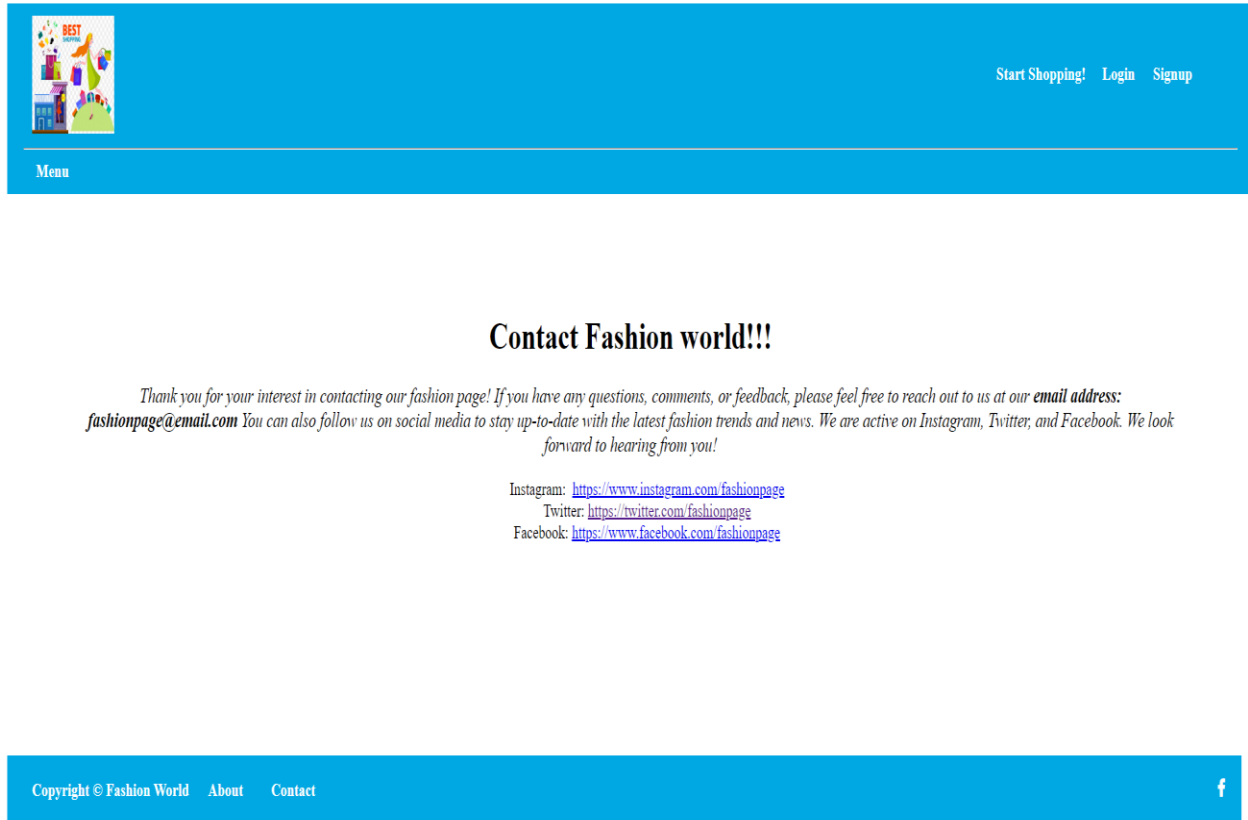 BEST
SHOPPING
Start Shopping! Login Signup
Menu
Contact Fashion world!!!
Thank you for your interest in contacting our fashion page! If you have any questions, comments, or feedback, please feel free to reach out to us at our email address:
fashionpage@email.com You can also follow us on social media to stay up-to-date with the latest fashion trends and news. We are active on Instagram, Twitter, and Facebook. We look
forward to hearing from you!
Instagram: https://www.instagram.com/fashionpage
Twitter: https://twitter.com/fashionpage
Facebook: https://www.facebook.com/fashionpage
Copyright © Fashion World About Contact
f